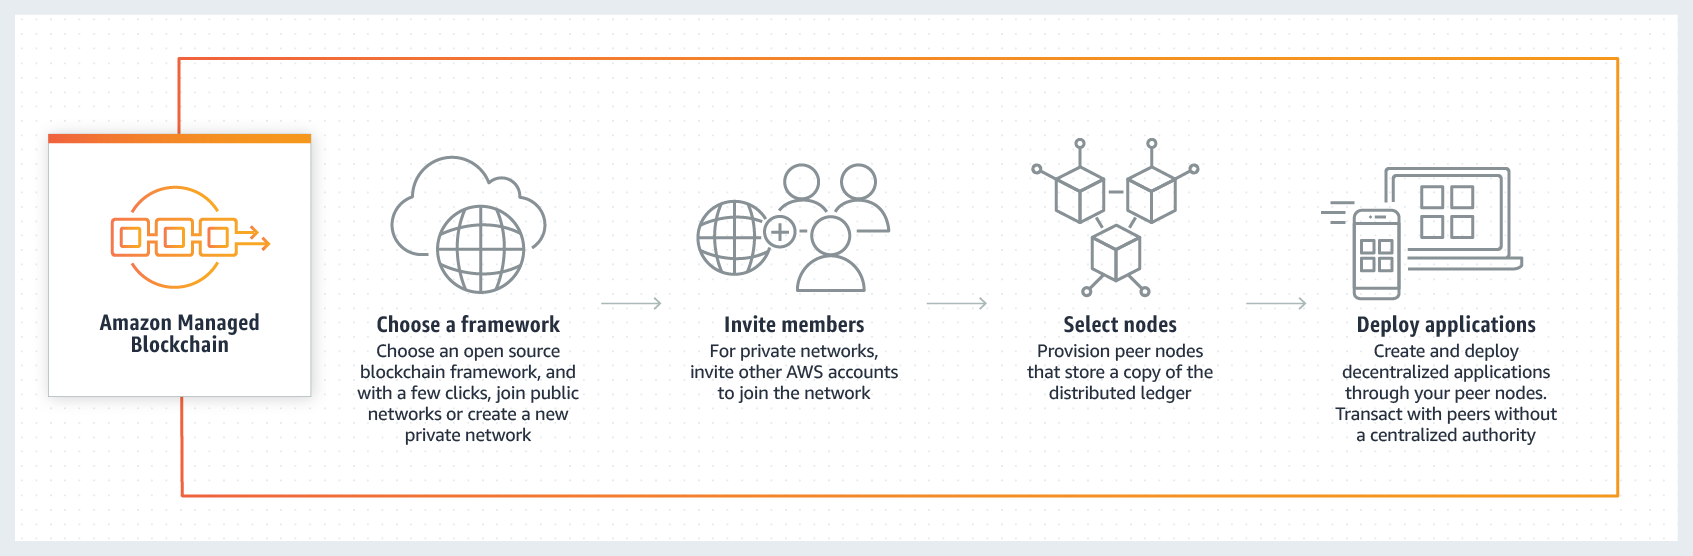 Amazon Managed
Blockchain
Choose a framework
Choose an open source
blockchain framework, and
with a few clicks, join public
networks or create a new
private network
Invite members
For private networks,
invite other AWS accounts
to join the network
Select nodes
Provision peer nodes
that store a copy of the
distributed ledger
Deploy applications
Create and deploy
decentralized applications
through your peer nodes.
Transact with peers without
a centralized authority